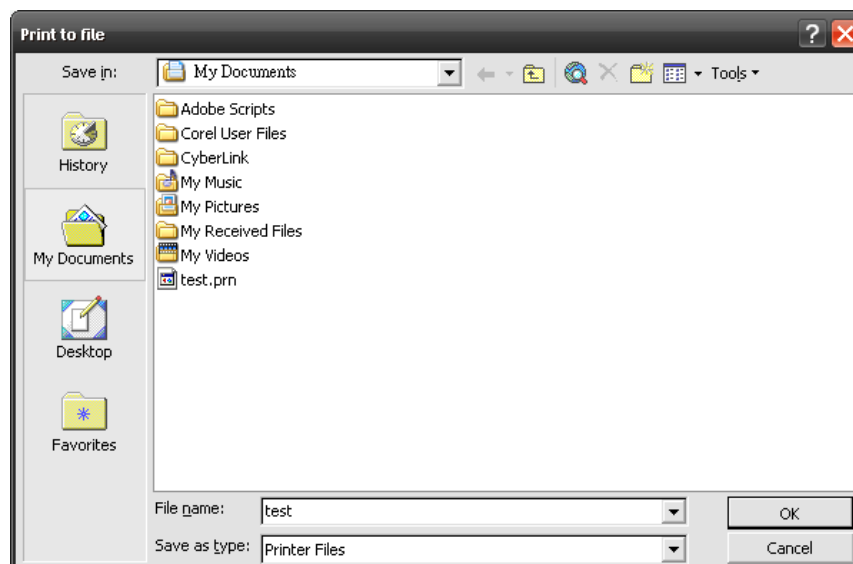 Print to file
Save in:
My Documents
Tools
History
My Documents
Desktop
Favorites
Adobe Scripts
Corel User Files
CyberLink
My Music
My Pictures
My Received Files
My Videos
test.prn
File name:
test
OK
Save as type:
Printer Files
Cancel